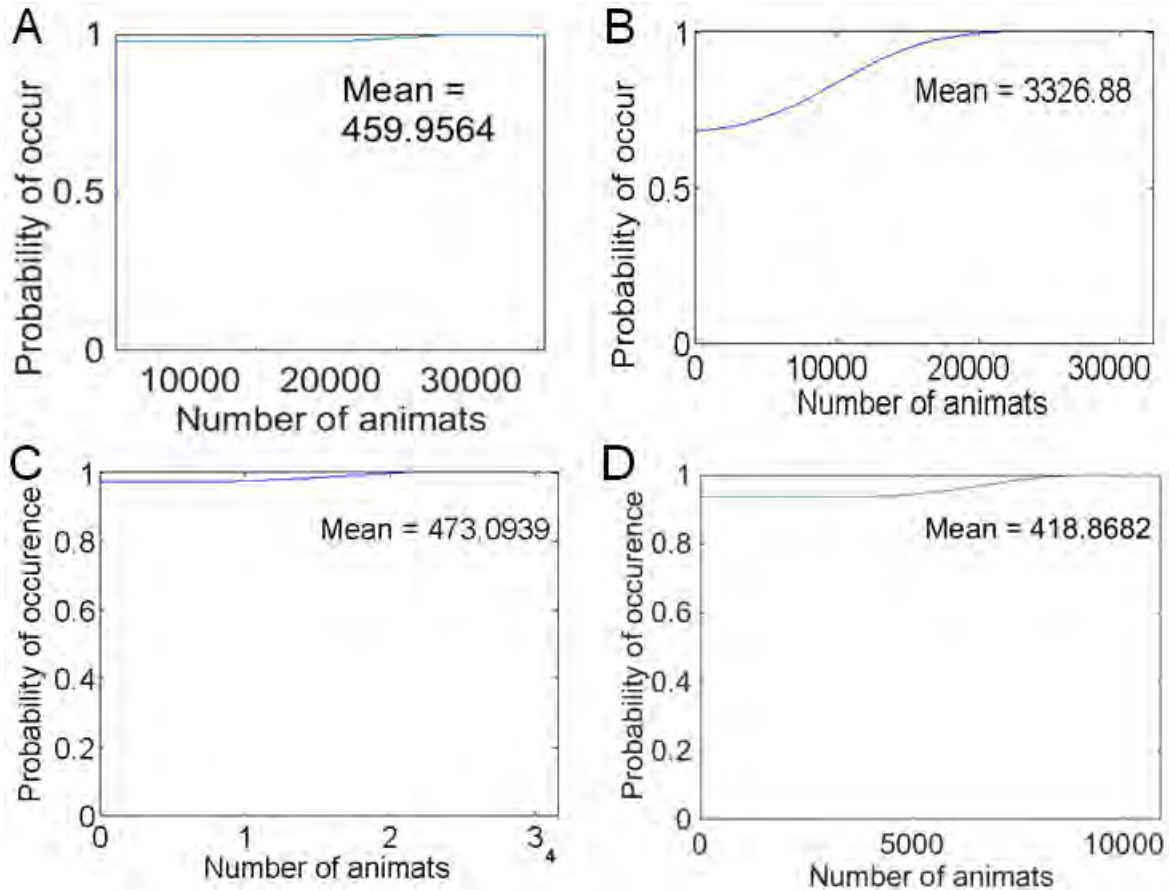 A
Probability of occur
1
0.5
0
Mean =
459.9564
10000 20000 30000
Number of animats
B
Probability of occur
1
0.5
0
Mean = 3326.88
0 10000 20000 30000
Number of animats
C
Probability of occurence
1
0.8
0.6
0.4
0.2
0
Mean = 473.0939
0 1 2 3
4
Number of animats
D
Probability of occurence
1
0.8
0.6
0.4
0.2
0
Mean = 418.8682
0 5000 10000
Number of animats